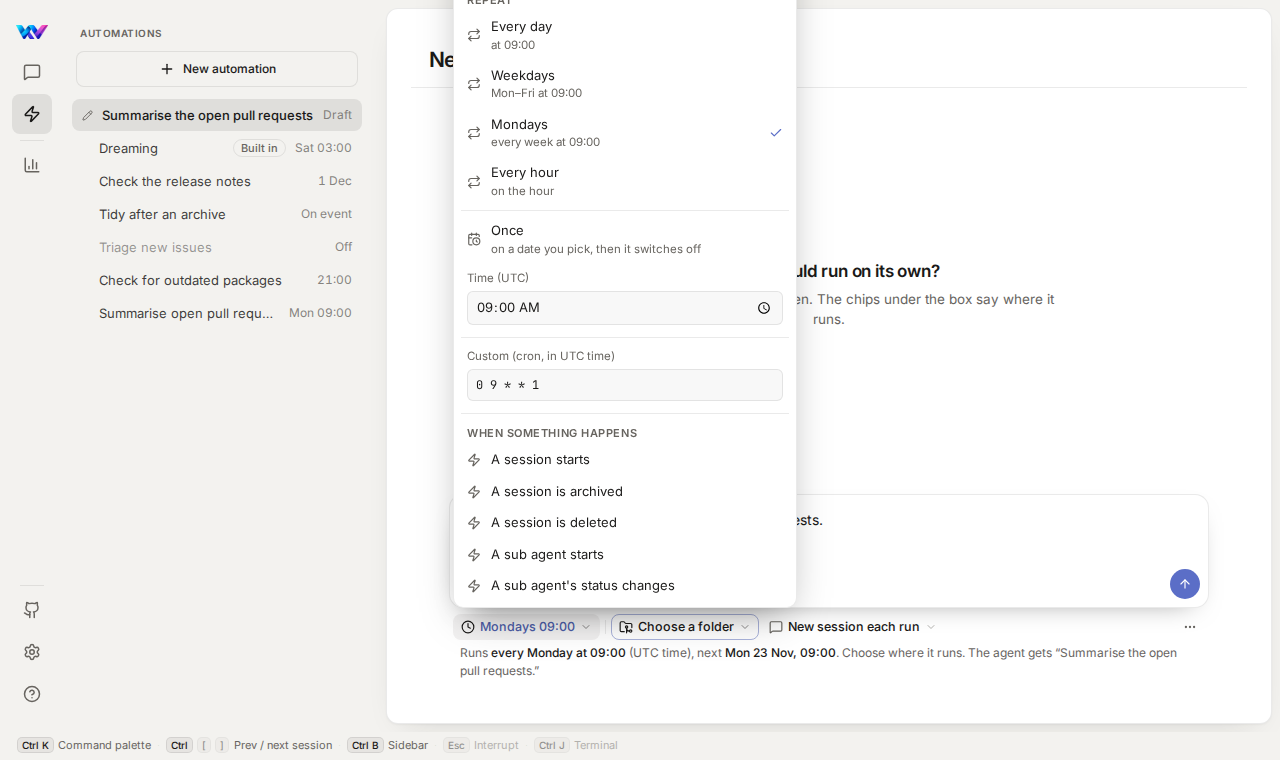 AUTOMATIONS
New automation
Summarise the open pull requests Draft
Dreaming Built in Sat 03:00
Check the release notes 1 Dec
Tidy after an archive On event
Triage new issues Off
Check for outdated packages 21:00
Summarise open pull requ... Mon 09:00
Ne
REPEAT
Every day
at 09:00
Weekdays
Mon–Fri at 09:00
Mondays
every week at 09:00
Every hour
on the hour
Once
on a date you pick, then it switches off
Time (UTC)
09:00 AM
Custom (cron, in UTC time)
0 9 * * 1
WHEN SOMETHING HAPPENS
A session starts
A session is archived
A session is deleted
A sub agent starts
A sub agent's status changes
uld run on its own?
en. The chips under the box say where it
runs.
ests.
Mondays 09:00 Choose a folder New session each run
Runs every Monday at 09:00 (UTC time), next Mon 23 Nov, 09:00. Choose where it runs. The agent gets “Summarise the open
pull requests.”
Ctrl K Command palette Ctrl [ ] Prev / next session Ctrl B Sidebar Esc Interrupt Ctrl J Terminal